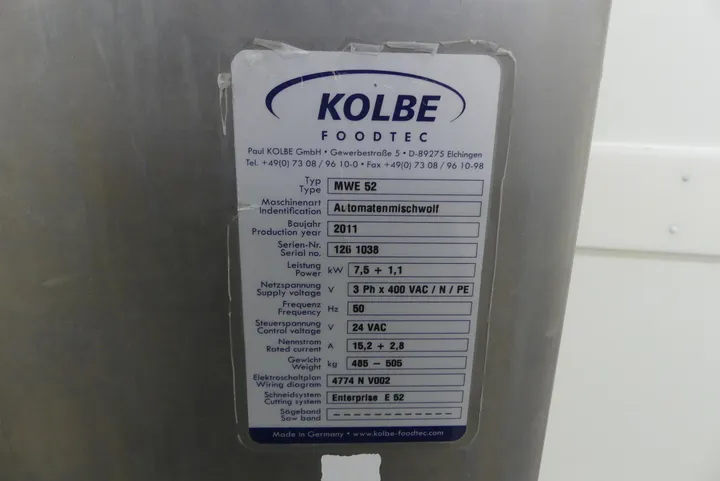 KOLBE
FOODTEC
Paul KOLBE GmbH • Gewerbestraße 5 • D-89275 Elchingen
Tel. +49(0) 73 08 / 96 10-0 • Fax +49(0) 73 08 / 96 10-98
Typ
Type MWE 52
Maschinenart
Indentification Automatenmischwolf
Baujahr
Production year 2011
Serien-Nr.
Serial no. 126 1038
Leistung
Power kW 7,5 + 1,1
Netzspannung
Supply voltage V 3 Ph x 400 VAC / N / PE
Frequenz
Frequency Hz 50
Steuerspannung
Control voltage V 24 VAC
Nennstrom
Rated current A 15,2 + 2,8
Gewicht
Weight kg 485 – 505
Elektroschaltplan
Wiring diagram 4774 N V002
Schneidsystem
Cutting system Enterprise E 52
Sägeband
Saw band – – – – – – – – – – – –
Made in Germany • www.kolbe-foodtec.com